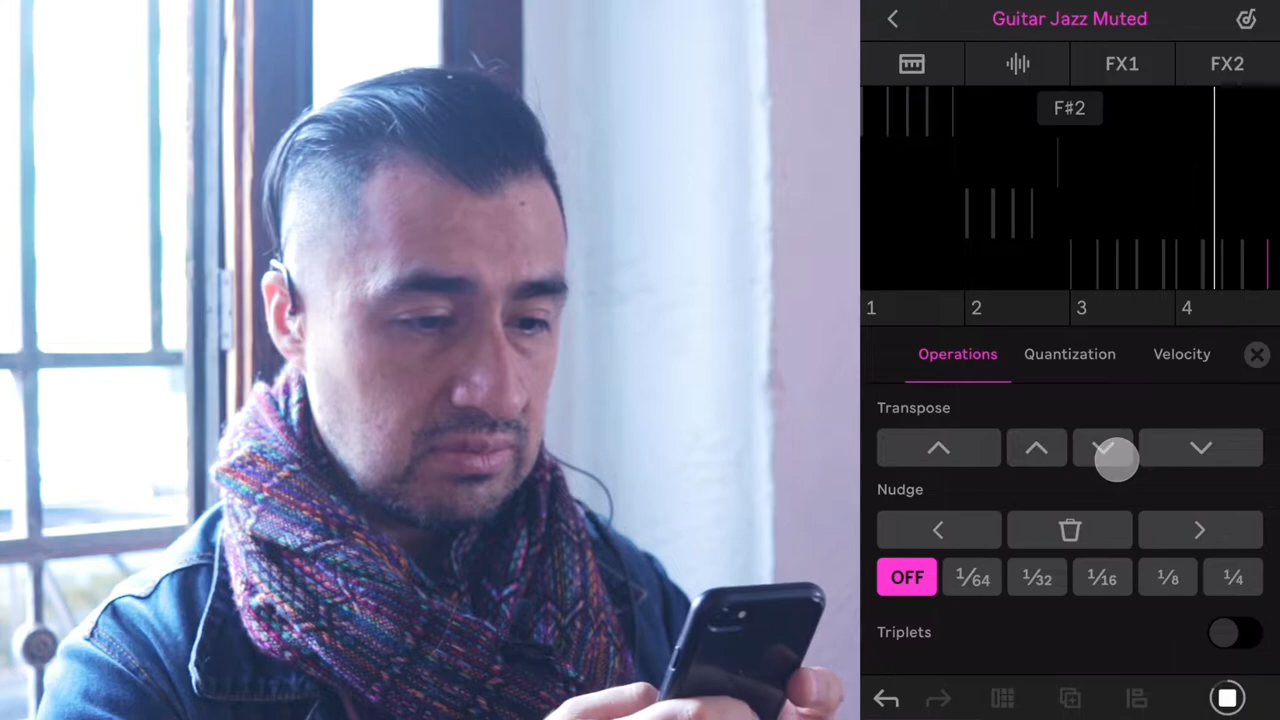 Guitar Jazz Muted
FX1 FX2
F#2
1 2 3 4
Operations Quantization Velocity
Transpose
Nudge
OFF 1/64 1/32 1/16 1/8 1/4
Triplets